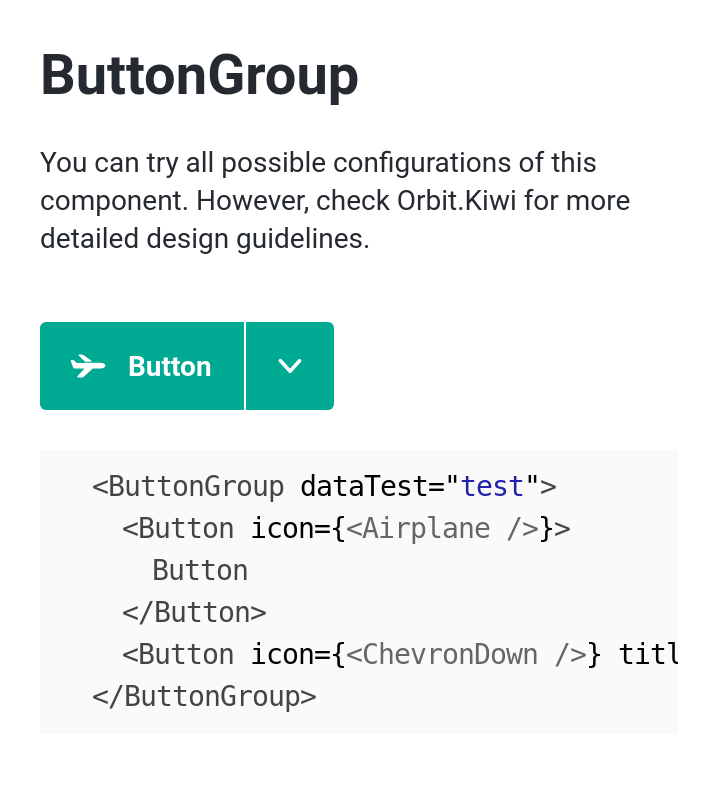 ButtonGroup
You can try all possible configurations of this
component. However, check Orbit.Kiwi for more
detailed design guidelines.
Button
<ButtonGroup dataTest="test">
<Button icon={<Airplane />}>
Button
</Button>
<Button icon={<ChevronDown />} titl
</ButtonGroup>